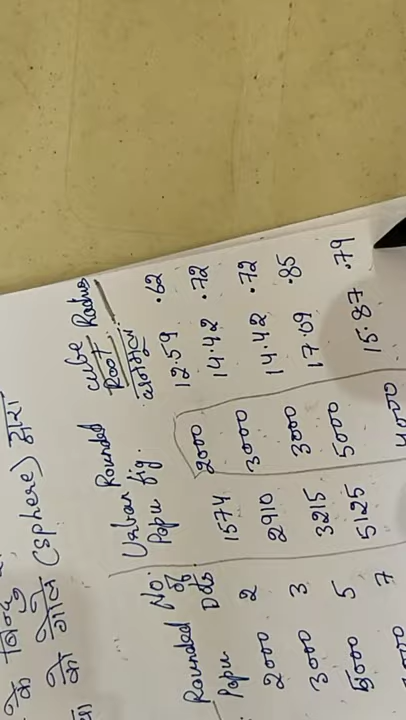 के बिन्दु
को गोले (sphere) द्वारा
Rounded No. Urban Rounded Cube Radius
Popu. of Popu fig. Root
Dots घनमूल
2000 2 1574 2000 12.59 .62
3000 3 2910 3000 14.42 .72
5000 5 3215 3000 14.42 .72
7 5125 5000 17.09 .85
4000 15.87 .79